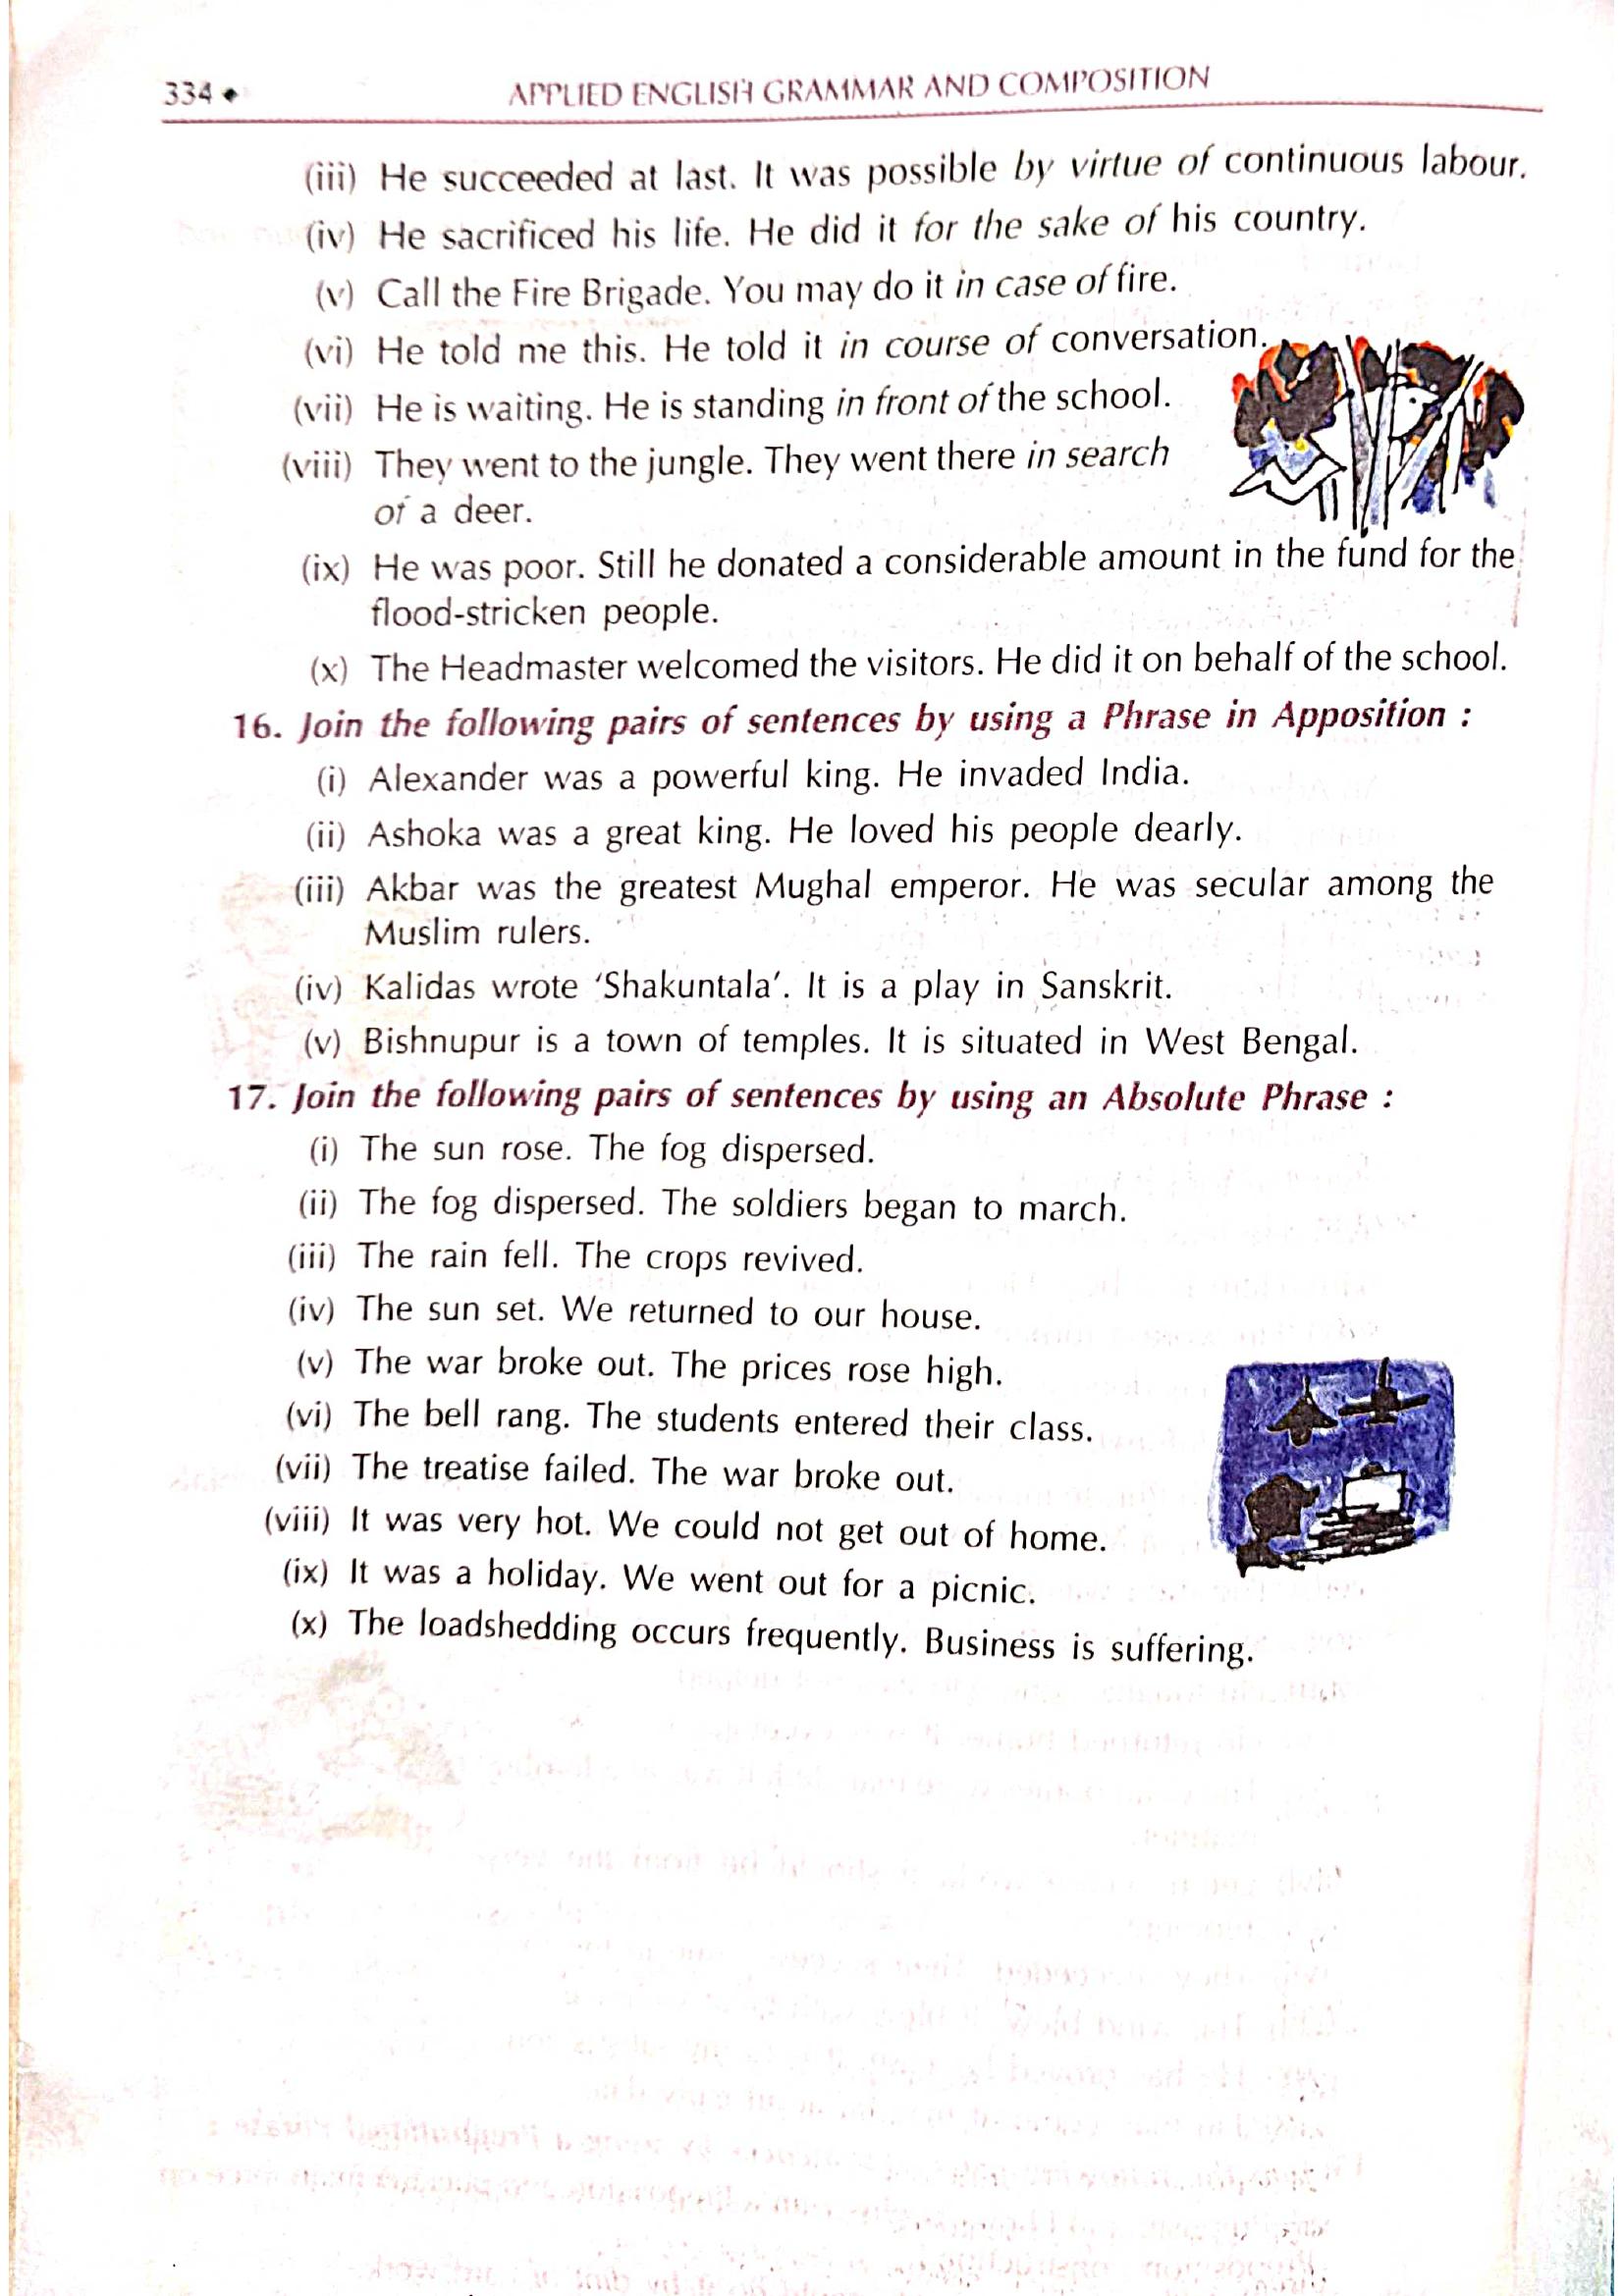 334 ◆ APPLIED ENGLISH GRAMMAR AND COMPOSITION
(iii) He succeeded at last. It was possible by virtue of continuous labour.
(iv) He sacrificed his life. He did it for the sake of his country.
(v) Call the Fire Brigade. You may do it in case of fire.
(vi) He told me this. He told it in course of conversation.
(vii) He is waiting. He is standing in front of the school.
(viii) They went to the jungle. They went there in search
of a deer.
(ix) He was poor. Still he donated a considerable amount in the fund for the
flood-stricken people.
(x) The Headmaster welcomed the visitors. He did it on behalf of the school.
16. Join the following pairs of sentences by using a Phrase in Apposition :
(i) Alexander was a powerful king. He invaded India.
(ii) Ashoka was a great king. He loved his people dearly.
(iii) Akbar was the greatest Mughal emperor. He was secular among the
Muslim rulers.
(iv) Kalidas wrote ‘Shakuntala’. It is a play in Sanskrit.
(v) Bishnupur is a town of temples. It is situated in West Bengal.
17. Join the following pairs of sentences by using an Absolute Phrase :
(i) The sun rose. The fog dispersed.
(ii) The fog dispersed. The soldiers began to march.
(iii) The rain fell. The crops revived.
(iv) The sun set. We returned to our house.
(v) The war broke out. The prices rose high.
(vi) The bell rang. The students entered their class.
(vii) The treatise failed. The war broke out.
(viii) It was very hot. We could not get out of home.
(ix) It was a holiday. We went out for a picnic.
(x) The loadshedding occurs frequently. Business is suffering.